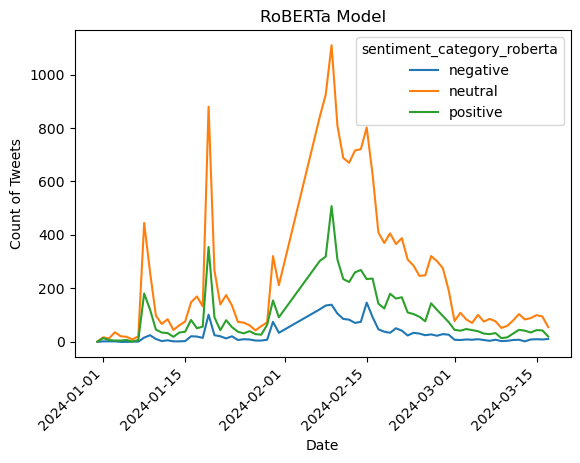 RoBERTa Model
sentiment_category_roberta
negative
neutral
positive
Count of Tweets
1000
800
600
400
200
0
2024-01-01
2024-01-15
2024-02-01
2024-02-15
2024-03-01
2024-03-15
Date